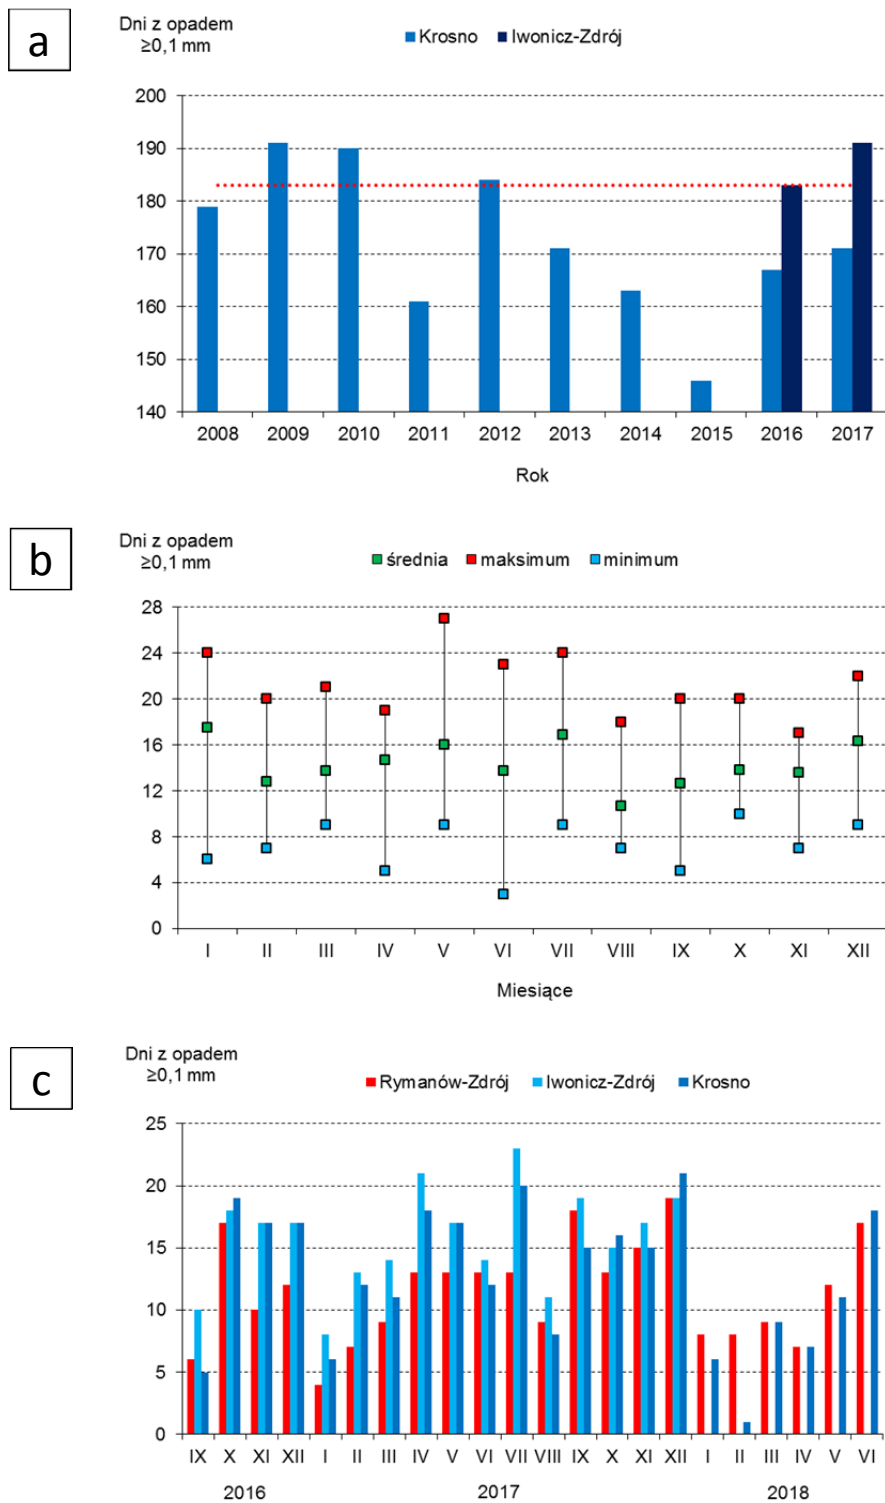 a
Dni z opadem
≥0,1 mm
Krosno Iwonicz-Zdrój
200
190
180
170
160
150
140
2008 2009 2010 2011 2012 2013 2014 2015 2016 2017
Rok
b
Dni z opadem
≥0,1 mm
średnia maksimum minimum
28
24
20
16
12
8
4
0
I II III IV V VI VII VIII IX X XI XII
Miesiące
c
Dni z opadem
≥0,1 mm
Rymanów-Zdrój Iwonicz-Zdrój Krosno
25
20
15
10
5
0
IX X XI XII I II III IV V VI VII VIII IX X XI XII I II III IV V VI
2016 2017 2018